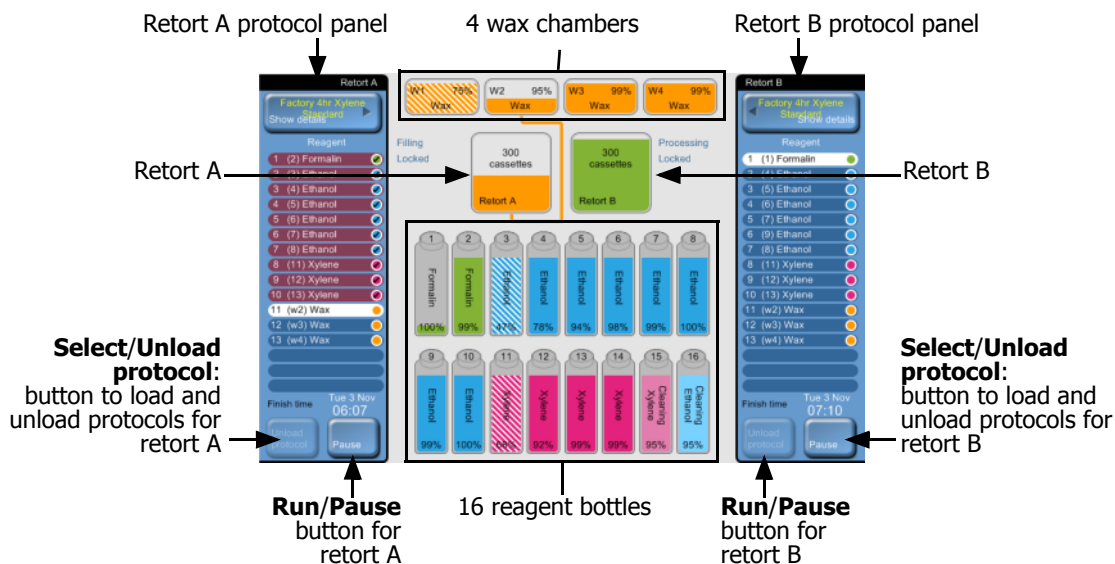 Retort A protocol panel
4 wax chambers
Retort B protocol panel
Retort A
Factory 4hr Xylene
Standard
Show details
Reagent
1 (2) Formalin
2 (3) Ethanol
3 (4) Ethanol
4 (5) Ethanol
5 (6) Ethanol
6 (7) Ethanol
7 (8) Ethanol
8 (11) Xylene
9 (12) Xylene
10 (13) Xylene
11 (w2) Wax
12 (w3) Wax
13 (w4) Wax
Finish time
Tue 3 Nov
06:07
Unload
protocol
Pause
W1 75%
Wax
W2 95%
Wax
W3 99%
Wax
W4 99%
Wax
Filling
Locked
300
cassettes
Retort A
300
cassettes
Retort B
Processing
Locked
1 Formalin 100%
2 Formalin 99%
3 Ethanol 47%
4 Ethanol 78%
5 Ethanol 94%
6 Ethanol 98%
7 Ethanol 99%
8 Ethanol 100%
9 Ethanol 99%
10 Ethanol 100%
11 Xylene 68%
12 Xylene 92%
13 Xylene 99%
14 Xylene 99%
15 Cleaning Xylene 95%
16 Cleaning Ethanol 95%
Retort B
Factory 4hr Xylene
Standard
Show details
Reagent
1 (1) Formalin
2 (4) Ethanol
3 (5) Ethanol
4 (6) Ethanol
5 (7) Ethanol
6 (9) Ethanol
7 (8) Ethanol
8 (11) Xylene
9 (12) Xylene
10 (13) Xylene
11 (w2) Wax
12 (w3) Wax
13 (w4) Wax
Finish time
Tue 3 Nov
07:10
Unload
protocol
Pause
Retort A
Retort B
Select/Unload
protocol:
button to load and
unload protocols for
retort A
Select/Unload
protocol:
button to load and
unload protocols for
retort B
Run/Pause
button for
retort A
16 reagent bottles
Run/Pause
button for
retort B